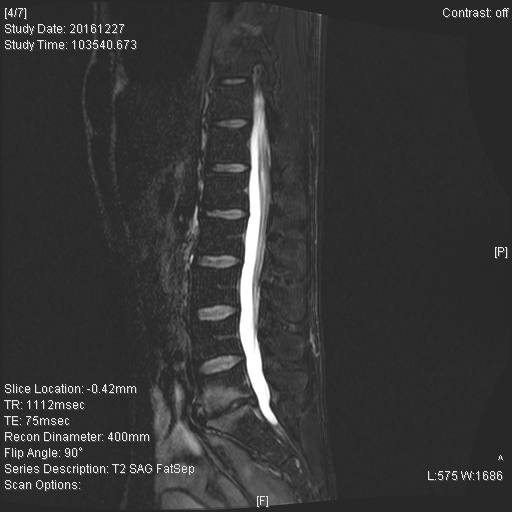 [4/7]
Study Date: 20161227
Study Time: 103540.673
Contrast: off
[P]
Slice Location: -0.42mm
TR: 1112msec
TE: 75msec
Recon Dinameter: 400mm
Flip Angle: 90°
Series Description: T2 SAG FatSep
Scan Options:
L:575 W:1686
[F]